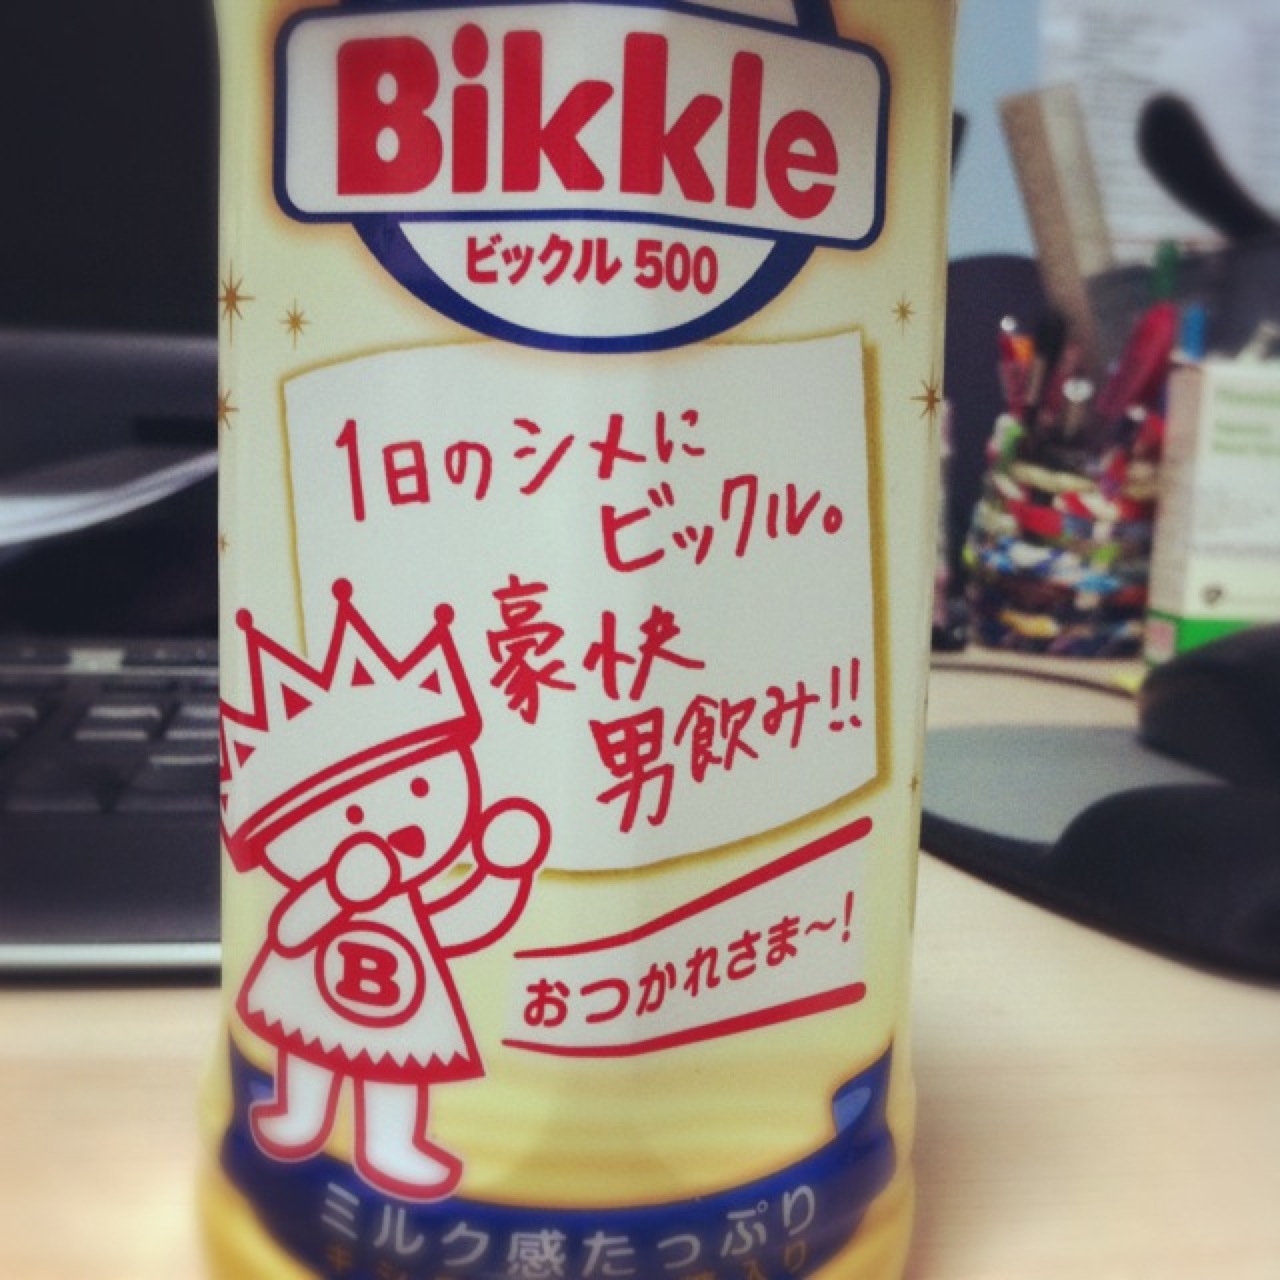 Bikkle
ビックル 500
1日のシメに
ビックル。
豪快
男飲み!!
おつかれさま〜!
B
ミルク感たっぷり